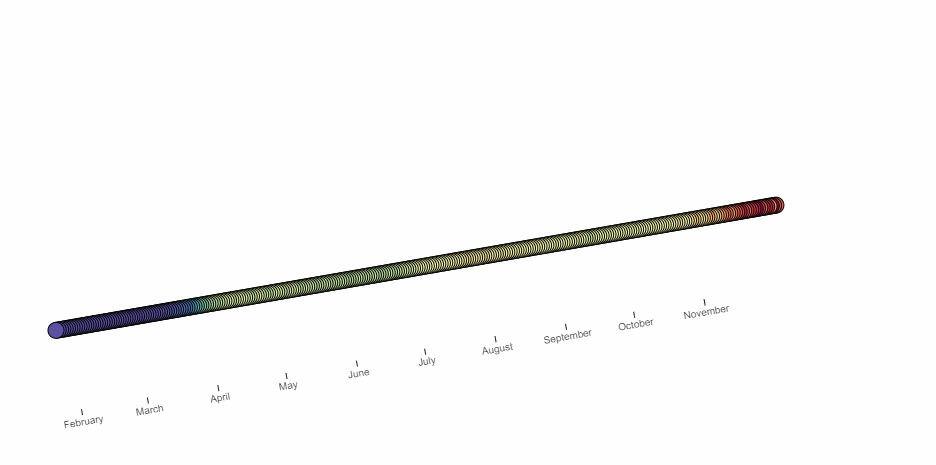 February
March
April
May
June
July
August
September
October
November